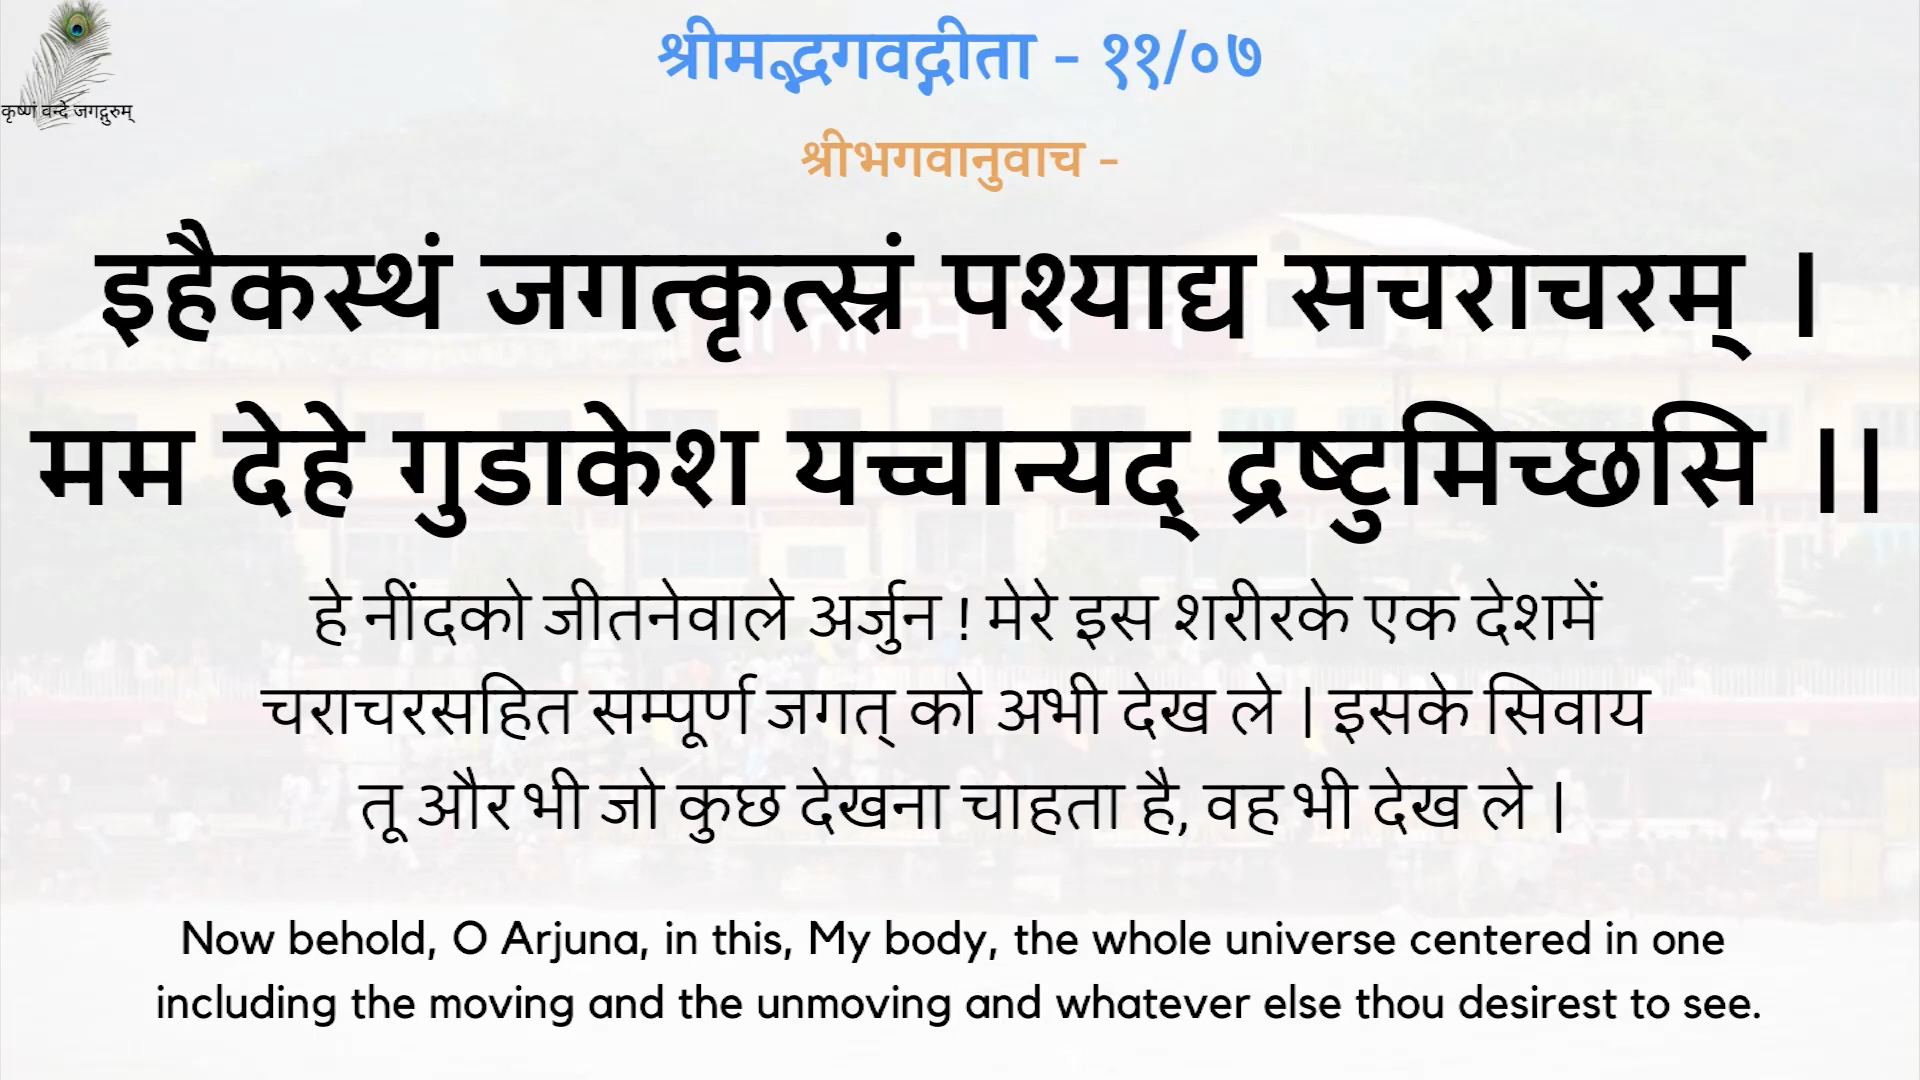 कृष्णं वन्दे जगद्गुरुम्
श्रीमद्भगवद्गीता - ११/०७
श्रीभगवानुवाच -
इहैकस्थं जगत्कृत्स्नं पश्याद्य सचराचरम् ।
मम देहे गुडाकेश यच्चान्यद् द्रष्टुमिच्छसि ।।
हे नींदको जीतनेवाले अर्जुन ! मेरे इस शरीरके एक देशमें
चराचरसहित सम्पूर्ण जगत् को अभी देख ले | इसके सिवाय
तू और भी जो कुछ देखना चाहता है, वह भी देख ले |
Now behold, O Arjuna, in this, My body, the whole universe centered in one
including the moving and the unmoving and whatever else thou desirest to see.